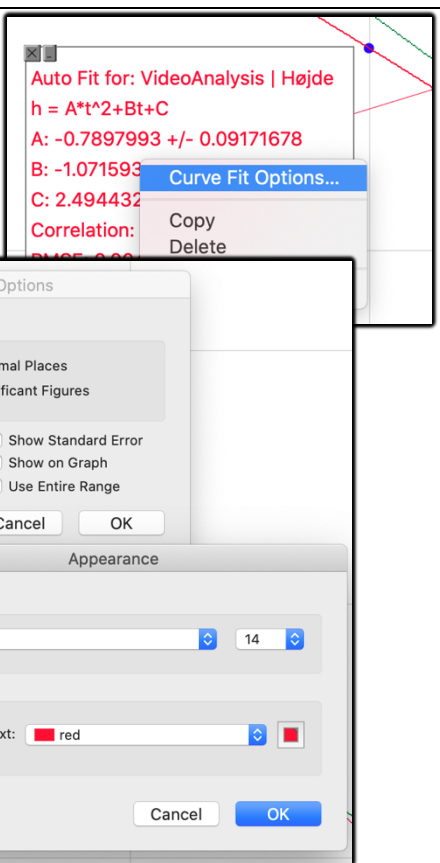 Auto Fit for: VideoAnalysis | Højde
h = A*t^2+Bt+C
A: -0.7897993 +/- 0.09171678
B: -1.071593
C: 2.494432
Correlation:
Curve Fit Options...
Copy
Delete
Options
mal Places
ficant Figures
Show Standard Error
Show on Graph
Use Entire Range
Cancel OK
Appearance
14
xt: red
Cancel OK